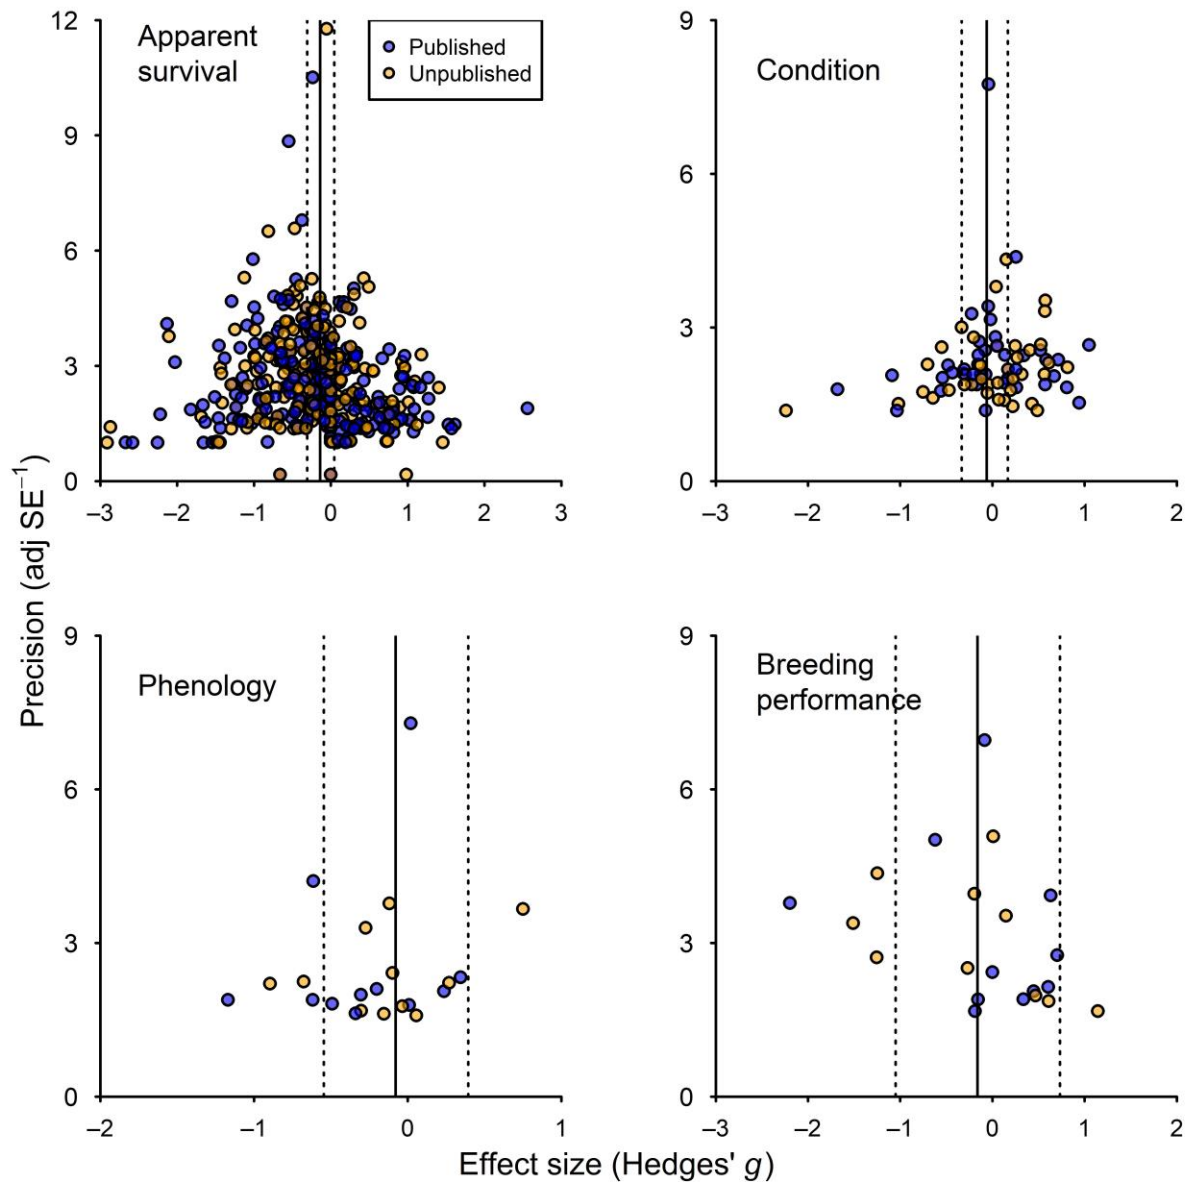 Apparent
survival
Published
Unpublished
12
9
6
3
0
–3 –2 –1 0 1 2 3
Condition
9
6
3
0
–3 –2 –1 0 1 2
Precision (adj SE⁻¹)
Phenology
9
6
3
0
–2 –1 0 1
Breeding
performance
9
6
3
0
–3 –2 –1 0 1 2
Effect size (Hedges' g)